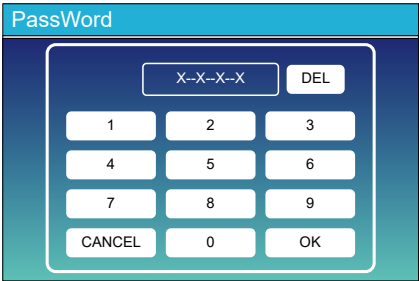 PassWord
X--X--X--X DEL
1 2 3
4 5 6
7 8 9
CANCEL 0 OK